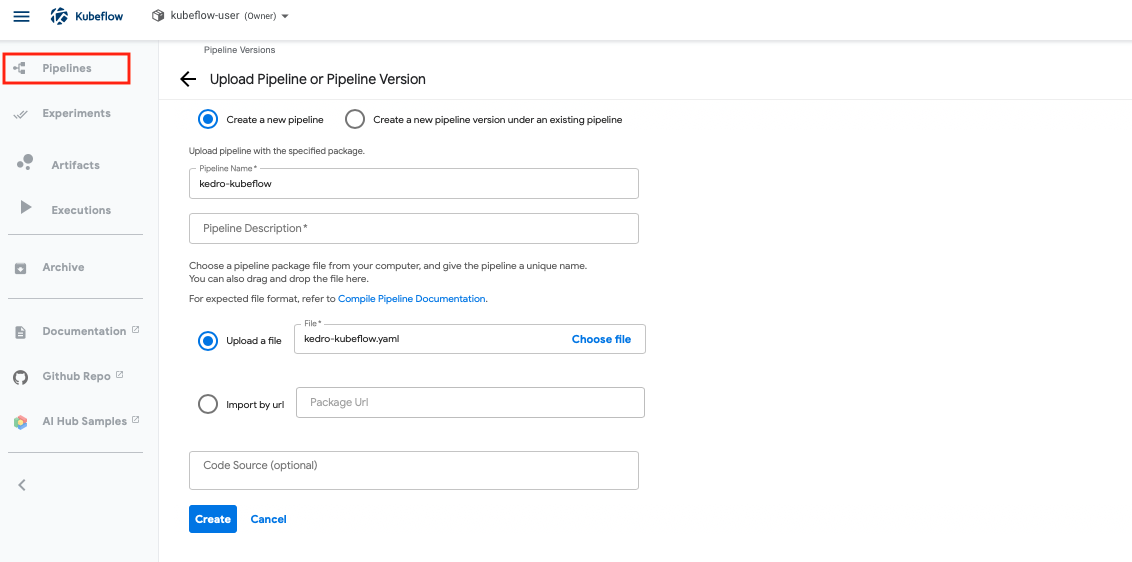 Kubeflow
kubeflow-user (Owner)
Pipelines
Experiments
Artifacts
Executions
Archive
Documentation
Github Repo
AI Hub Samples
Pipeline Versions
Upload Pipeline or Pipeline Version
Create a new pipeline
Create a new pipeline version under an existing pipeline
Upload pipeline with the specified package.
Pipeline Name*
kedro-kubeflow
Pipeline Description*
Choose a pipeline package file from your computer, and give the pipeline a unique name.
You can also drag and drop the file here.
For expected file format, refer to Compile Pipeline Documentation.
Upload a file
File*
kedro-kubeflow.yaml
Choose file
Import by url
Package Url
Code Source (optional)
Create
Cancel